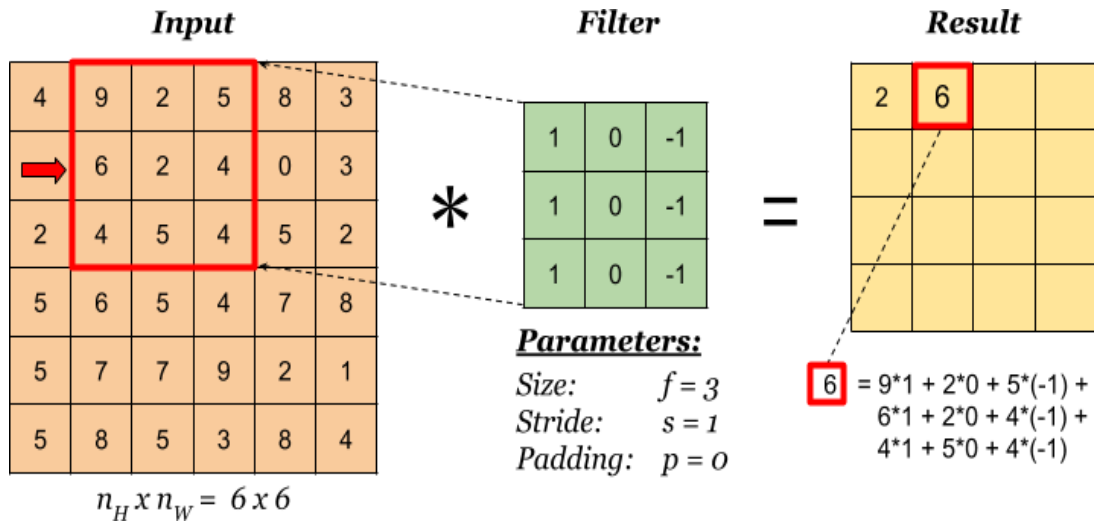 Input
Filter
Result
4 9 2 5 8 3
6 2 4 0 3
2 4 5 4 5 2
5 6 5 4 7 8
5 7 7 9 2 1
5 8 5 3 8 4
n_H x n_W = 6 x 6
*
1 0 -1
1 0 -1
1 0 -1
Parameters:
Size: f = 3
Stride: s = 1
Padding: p = 0
=
2 6
6 = 9*1 + 2*0 + 5*(-1) +
6*1 + 2*0 + 4*(-1) +
4*1 + 5*0 + 4*(-1)